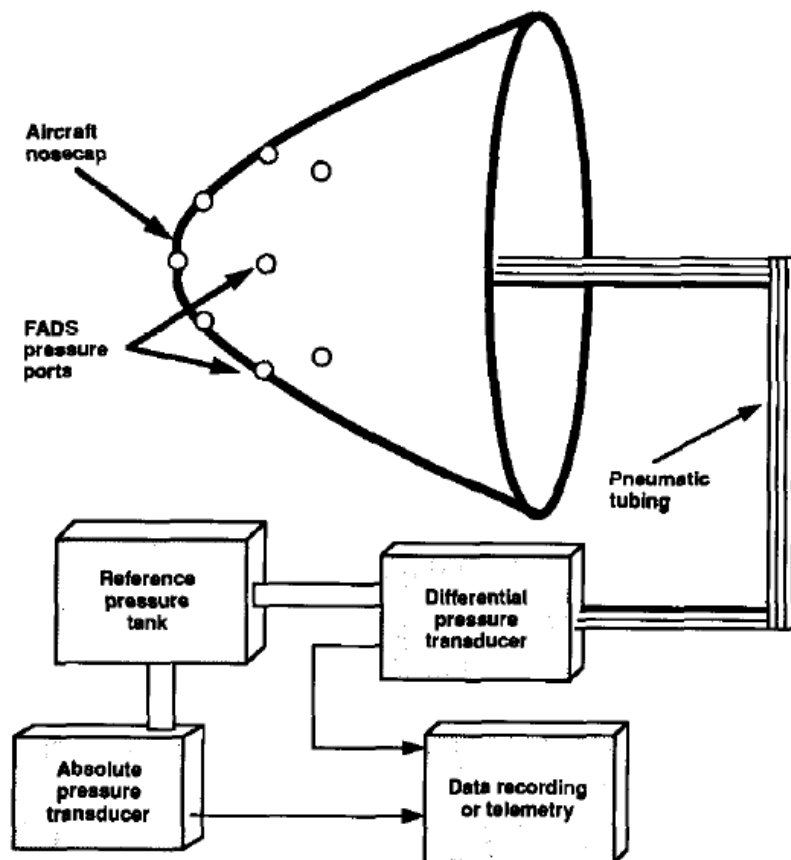 Aircraft
nosecap
FADS
pressure
ports
Pneumatic
tubing
Reference
pressure
tank
Differential
pressure
transducer
Absolute
pressure
transducer
Data recording
or telemetry